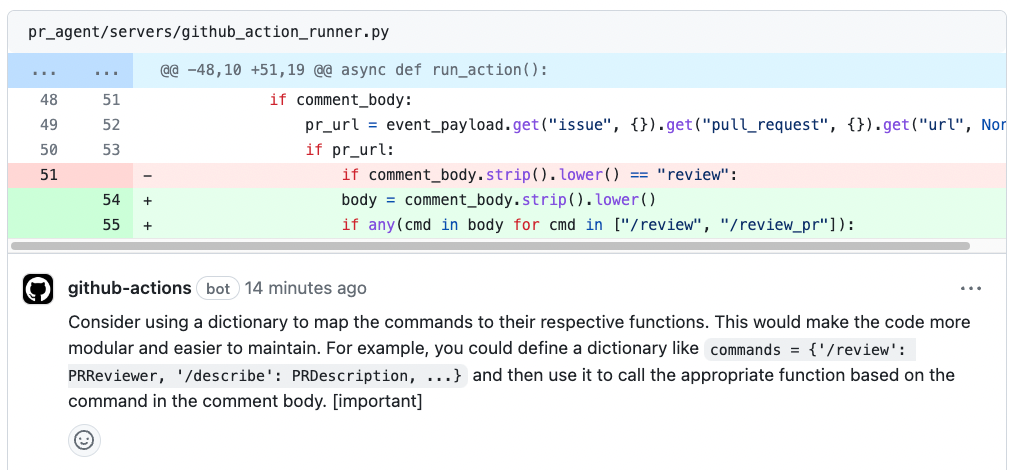 pr_agent/servers/github_action_runner.py
... ... @@ -48,10 +51,19 @@ async def run_action():
48 51 if comment_body:
49 52 pr_url = event_payload.get("issue", {}).get("pull_request", {}).get("url", Nor
50 53 if pr_url:
51 - if comment_body.strip().lower() == "review":
54 + body = comment_body.strip().lower()
55 + if any(cmd in body for cmd in ["/review", "/review_pr"]):
github-actions bot 14 minutes ago ...
Consider using a dictionary to map the commands to their respective functions. This would make the code more
modular and easier to maintain. For example, you could define a dictionary like commands = {'/review':
PRReviewer, '/describe': PRDescription, ...} and then use it to call the appropriate function based on the
command in the comment body. [important]